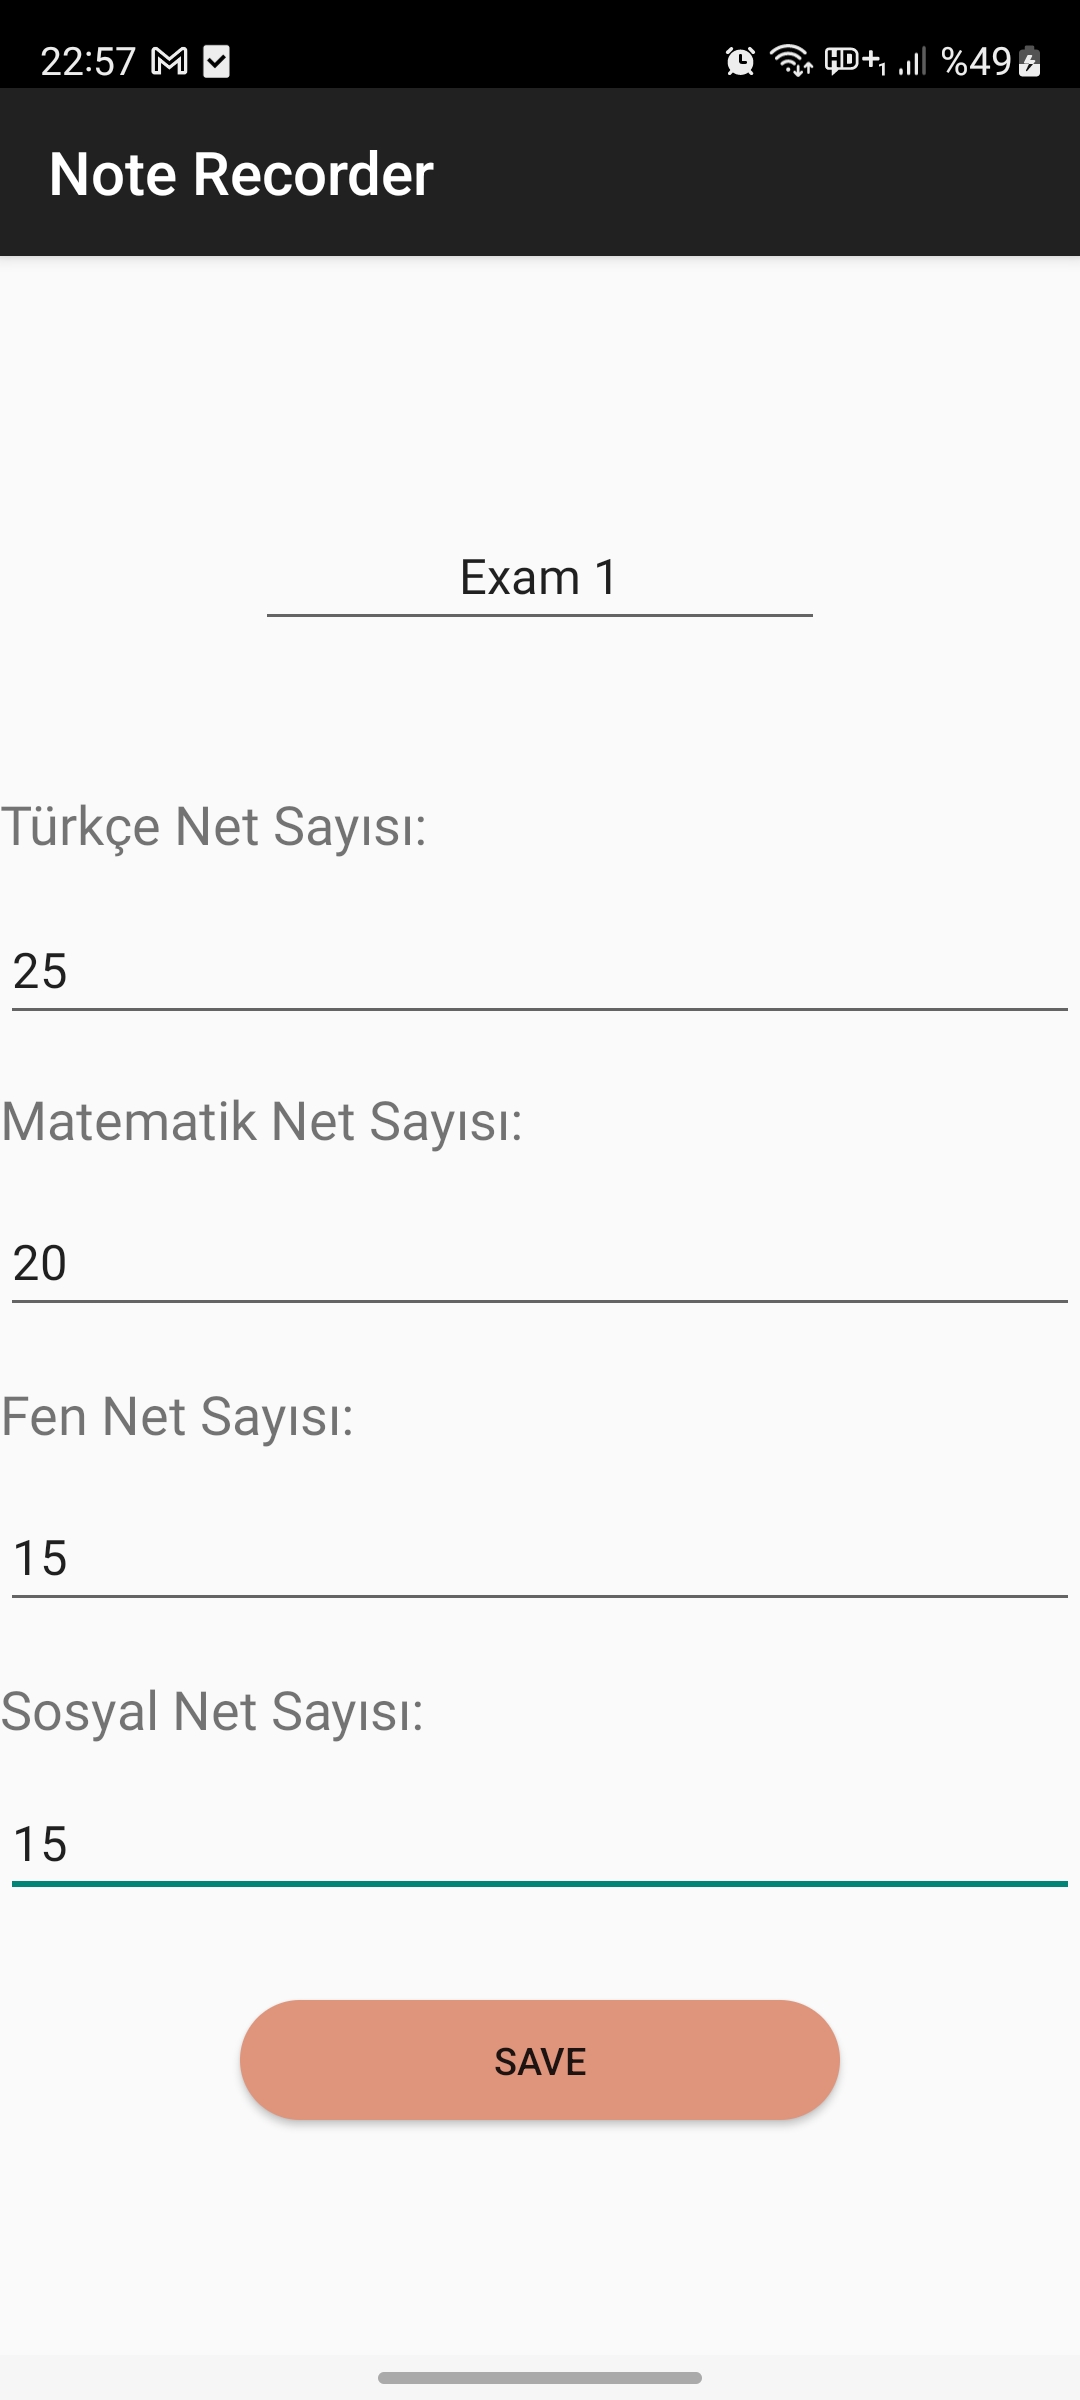 22:57 %49
Note Recorder
Exam 1
Türkçe Net Sayısı:
25
Matematik Net Sayısı:
20
Fen Net Sayısı:
15
Sosyal Net Sayısı:
15
SAVE